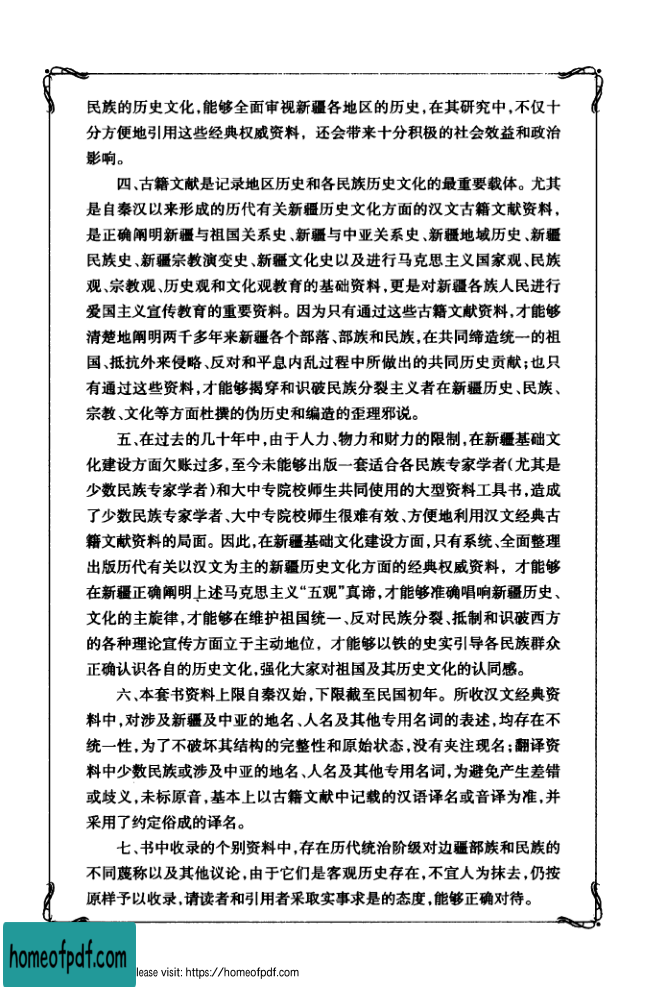 民族的历史文化,能够全面审视新疆各地区的历史,在其研究中,不仅十
分方便地引用这些经典权威资料，还会带来十分积极的社会效益和政治
影响。
四、古籍文献是记录地区历史和各民族历史文化的最重要载体。尤其
是自秦汉以来形成的历代有关新疆历史文化方面的汉文古籍文献资料,
是正确阐明新疆与祖国关系史、新疆与中亚关系史、新疆地域历史、新疆
民族史、新疆宗教演变史、新疆文化史以及进行马克思主义国家观、民族
观、宗教观、历史观和文化观教育的基础资料,更是对新疆各族人民进行
爱国主义宣传教育的重要资料。因为只有通过这些古籍文献资料,才能够
清楚地阐明两千多年来新疆各个部落、部族和民族,在共同缔造统一的祖
国、抵抗外来侵略、反对和平息内乱过程中所做出的共同历史贡献;也只
有通过这些资料,才能够揭穿和识破民族分裂主义者在新疆历史、民族、
宗教、文化等方面杜撰的伪历史和编造的歪理邪说。
五、在过去的几十年中,由于人力、物力和财力的限制,在新疆基础文
化建设方面欠账过多,至今未能够出版一套适合各民族专家学者(尤其是
少数民族专家学者)和大中专院校师生共同使用的大型资料工具书,造成
了少数民族专家学者、大中专院校师生很难有效、方便地利用汉文经典古
籍文献资料的局面。因此,在新疆基础文化建设方面,只有系统、全面整理
出版历代有关以汉文为主的新疆历史文化方面的经典权威资料，才能够
在新疆正确阐明上述马克思主义“五观”真谛,才能够准确唱响新疆历史、
文化的主旋律,才能够在维护祖国统一、反对民族分裂、抵制和识破西方
的各种理论宣传方面立于主动地位，才能够以铁的史实引导各民族群众
正确认识各自的历史文化,强化大家对祖国及其历史文化的认同感。
六、本套书资料上限自秦汉始,下限截至民国初年。所收汉文经典资
料中,对涉及新疆及中亚的地名、人名及其他专用名词的表述,均存在不
统一性,为了不破坏其结构的完整性和原始状态,没有夹注现名;翻译资
料中少数民族或涉及中亚的地名、人名及其他专用名词,为避免产生差错
或歧义,未标原音,基本上以古籍文献中记载的汉语译名或音译为准,并
采用了约定俗成的译名。
七、书中收录的个别资料中,存在历代统治阶级对边疆部族和民族的
不同蔑称以及其他议论,由于它们是客观历史存在,不宜人为抹去,仍按
原样予以收录,请读者和引用者采取实事求是的态度,能够正确对待。
homeofpdf.com
lease visit: https://homeofpdf.com